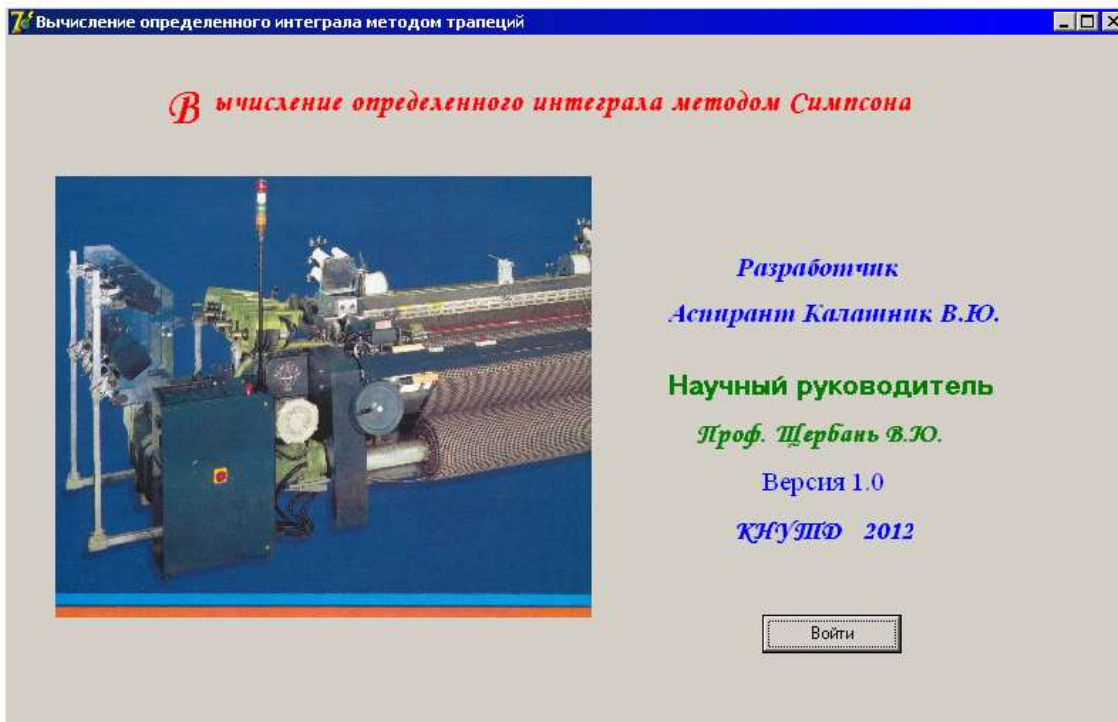 Вычисление определенного интеграла методом трапеций
Вычисление определенного интеграла методом Симпсона
Разработчик
Аспирант Калашник В.Ю.
Научный руководитель
Проф. Щербань В.Ю.
Версия 1.0
КНУТД 2012
Войти